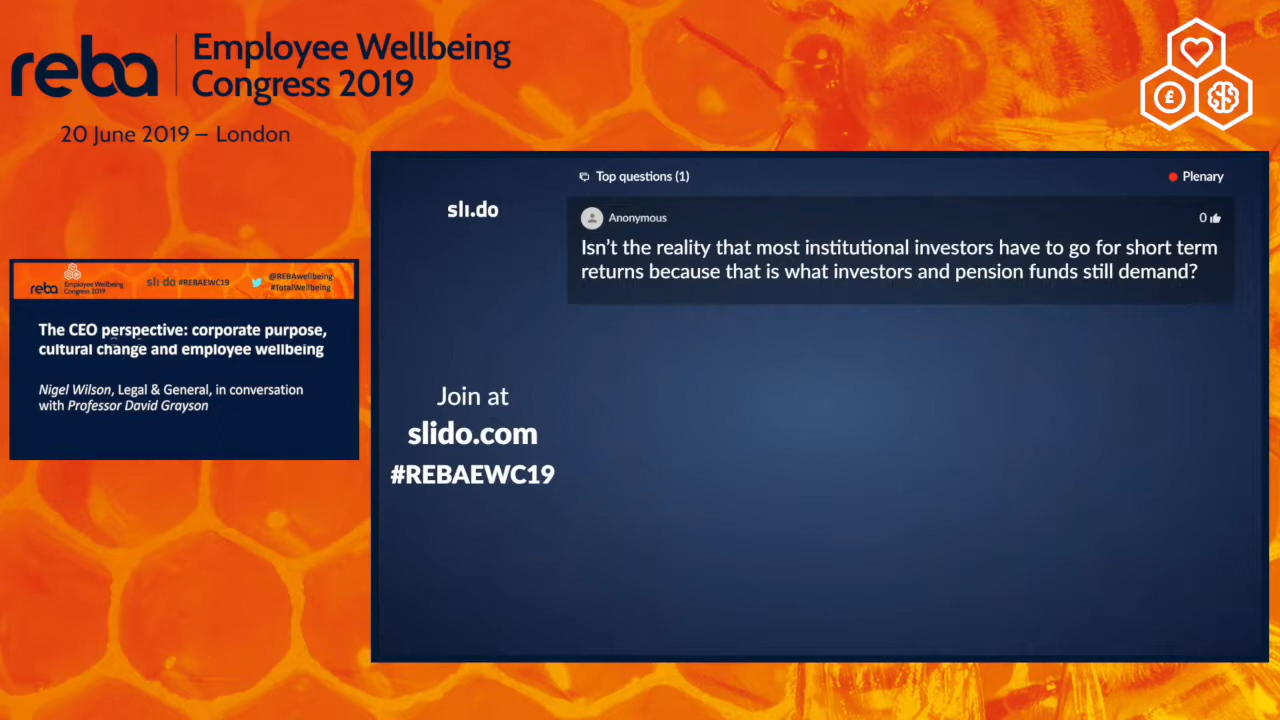 reba
Employee Wellbeing
Congress 2019
20 June 2019 – London
£
reba
Employee Wellbeing
Congress 2019
sli do #REBAEWC19
@REBAwellbeing
#TotalWellbeing
The CEO perspective: corporate purpose,
cultural change and employee wellbeing
Nigel Wilson, Legal & General, in conversation
with Professor David Grayson
sli.do
Join at
slido.com
#REBAEWC19
Top questions (1)
Plenary
Anonymous
0
Isn't the reality that most institutional investors have to go for short term
returns because that is what investors and pension funds still demand?